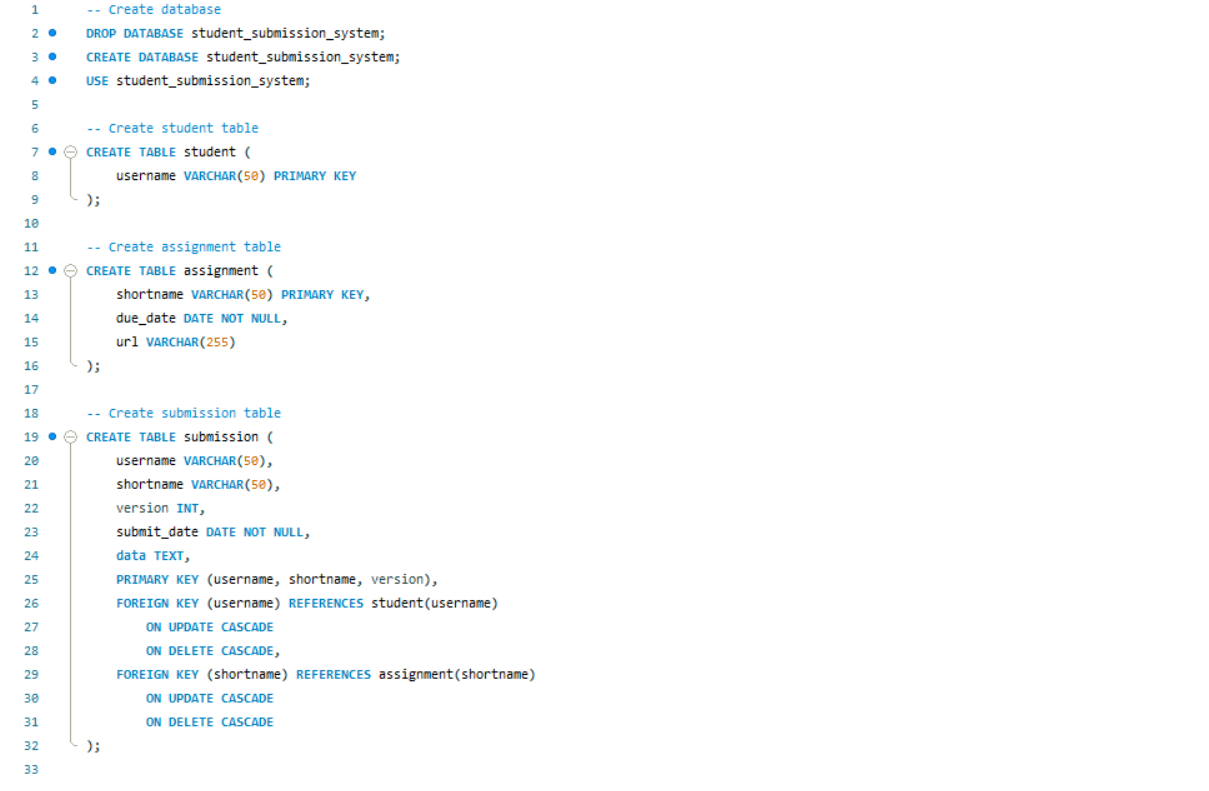 1 -- Create database
2 DROP DATABASE student_submission_system;
3 CREATE DATABASE student_submission_system;
4 USE student_submission_system;
5
6 -- Create student table
7 CREATE TABLE student (
8 username VARCHAR(50) PRIMARY KEY
9 );
10
11 -- Create assignment table
12 CREATE TABLE assignment (
13 shortname VARCHAR(50) PRIMARY KEY,
14 due_date DATE NOT NULL,
15 url VARCHAR(255)
16 );
17
18 -- Create submission table
19 CREATE TABLE submission (
20 username VARCHAR(50),
21 shortname VARCHAR(50),
22 version INT,
23 submit_date DATE NOT NULL,
24 data TEXT,
25 PRIMARY KEY (username, shortname, version),
26 FOREIGN KEY (username) REFERENCES student(username)
27 ON UPDATE CASCADE
28 ON DELETE CASCADE,
29 FOREIGN KEY (shortname) REFERENCES assignment(shortname)
30 ON UPDATE CASCADE
31 ON DELETE CASCADE
32 );
33